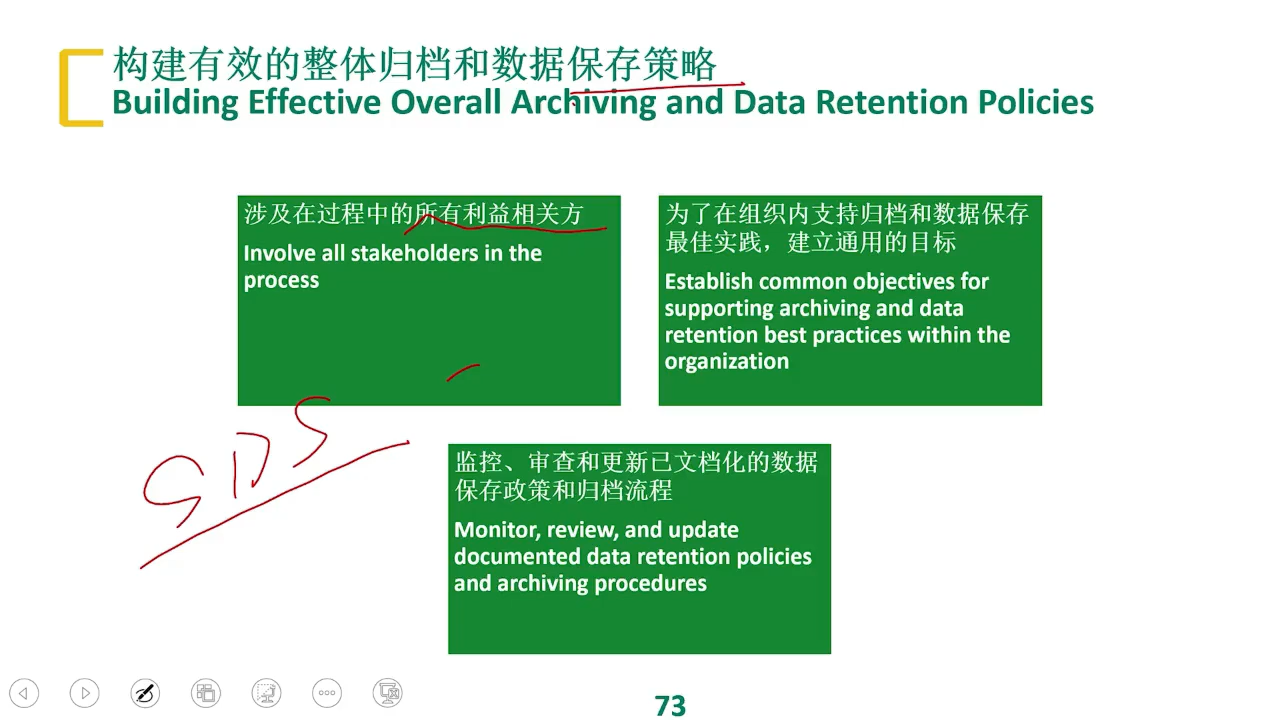 构建有效的整体归档和数据保存策略
Building Effective Overall Archiving and Data Retention Policies
涉及在过程中的所有利益相关方
Involve all stakeholders in the
process
为了在组织内支持归档和数据保存
最佳实践，建立通用的目标
Establish common objectives for
supporting archiving and data
retention best practices within the
organization
监控、审查和更新已文档化的数据
保存政策和归档流程
Monitor, review, and update
documented data retention policies
and archiving procedures
73